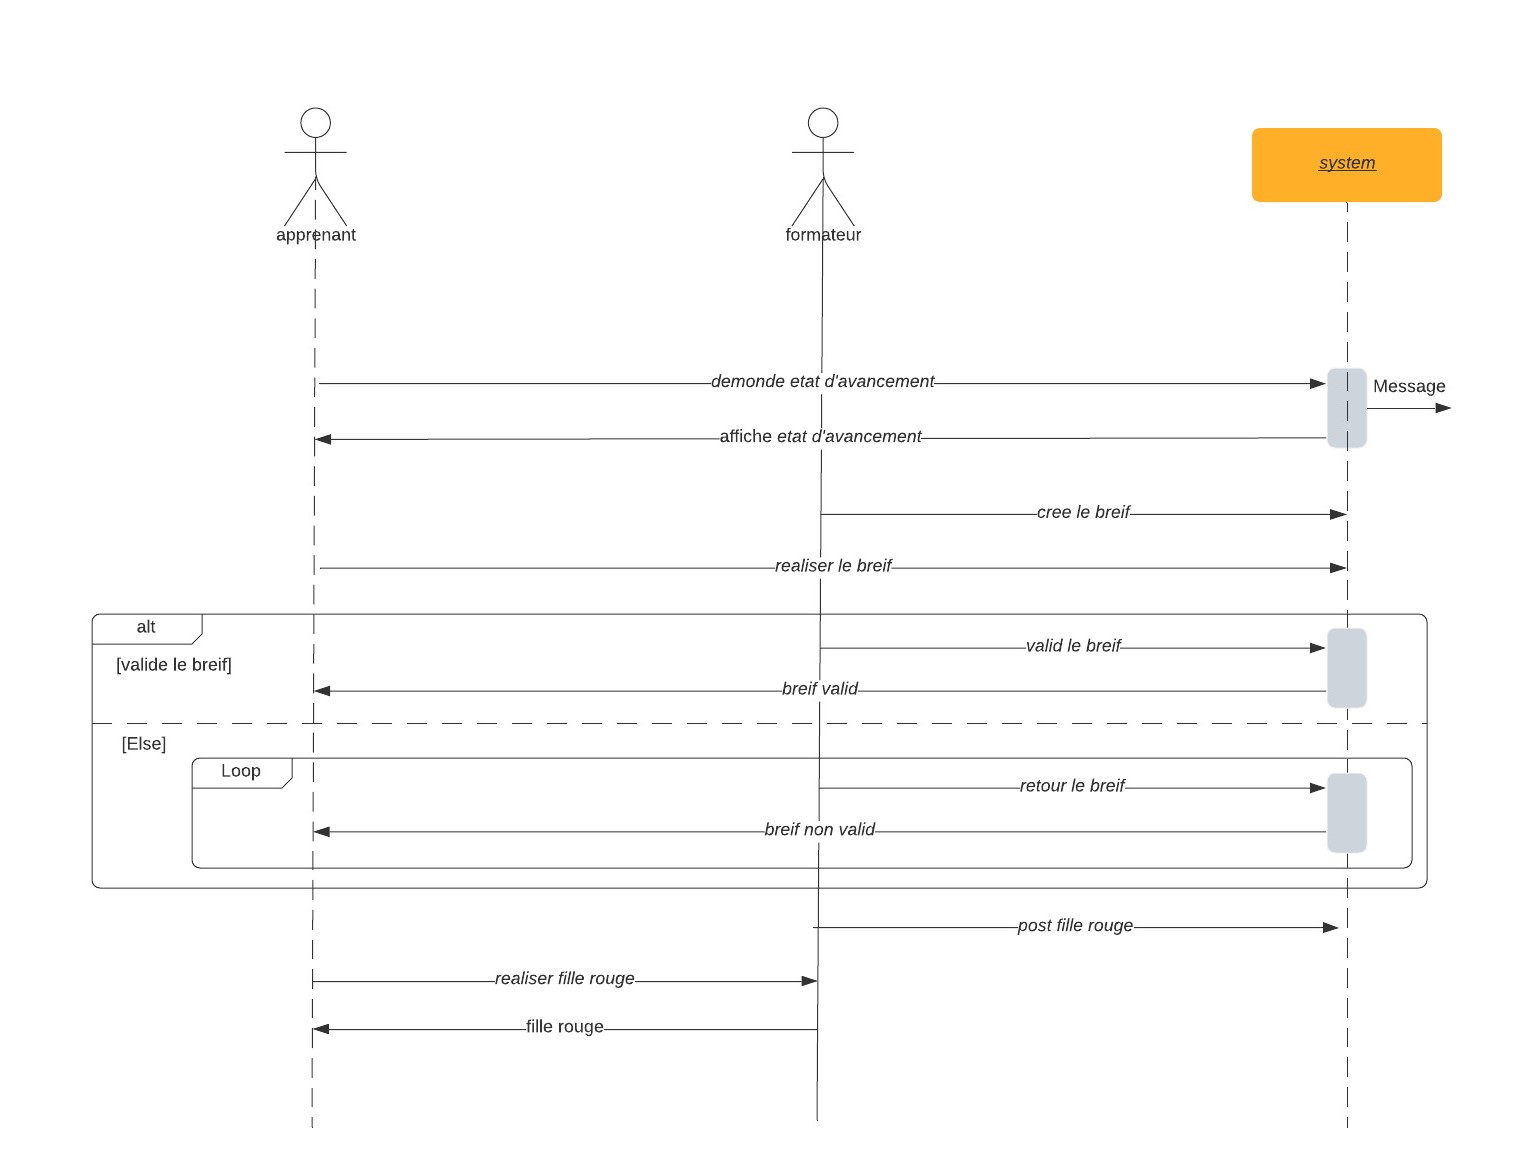 system
apprenant
formateur
demonde etat d'avancement
Message
affiche etat d'avancement
cree le breif
realiser le breif
alt
valid le breif
[valide le breif]
breif valid
[Else]
Loop
retour le breif
breif non valid
post fille rouge
realiser fille rouge
fille rouge